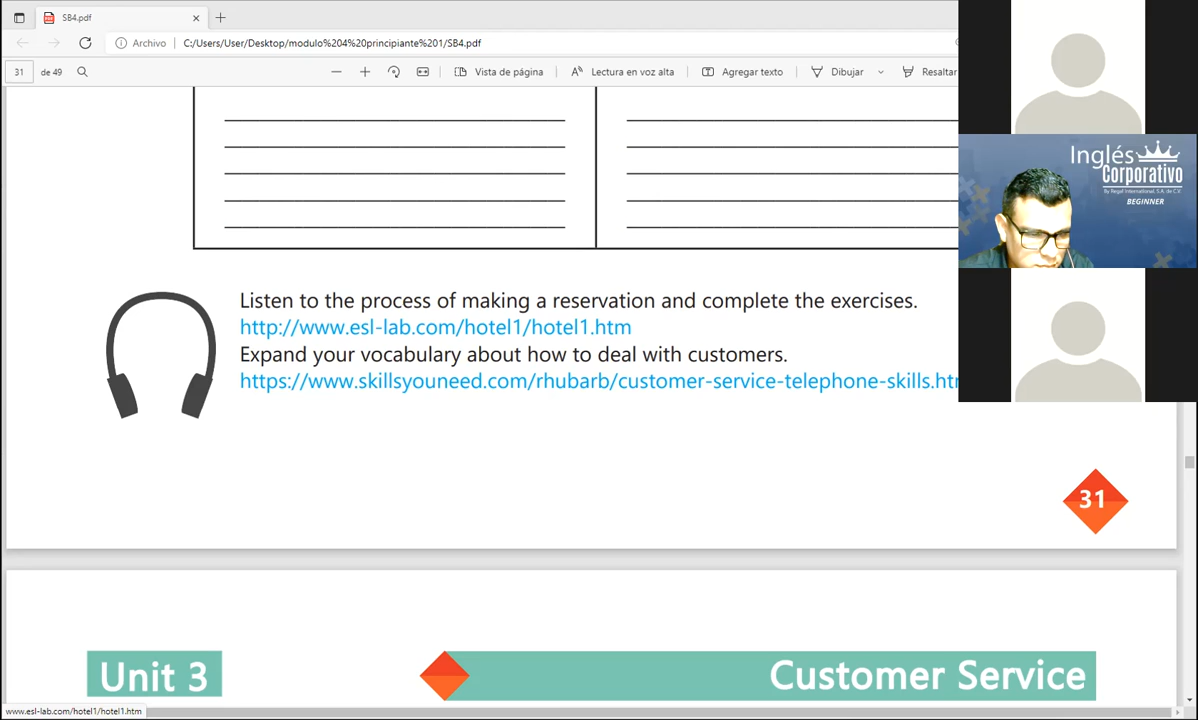 SB4.pdf
Archivo
C:/Users/User/Desktop/modulo%204%20principiante%201/SB4.pdf
31 de 49
Vista de página
Lectura en voz alta
Agregar texto
Dibujar
Resaltar
Inglés
Corporativo
By Regal International, S.A. de C.V.
BEGINNER
Listen to the process of making a reservation and complete the exercises.
http://www.esl-lab.com/hotel1/hotel1.htm
Expand your vocabulary about how to deal with customers.
https://www.skillsyouneed.com/rhubarb/customer-service-telephone-skills.htm
31
Unit 3
Customer Service
www.esl-lab.com/hotel1/hotel1.htm